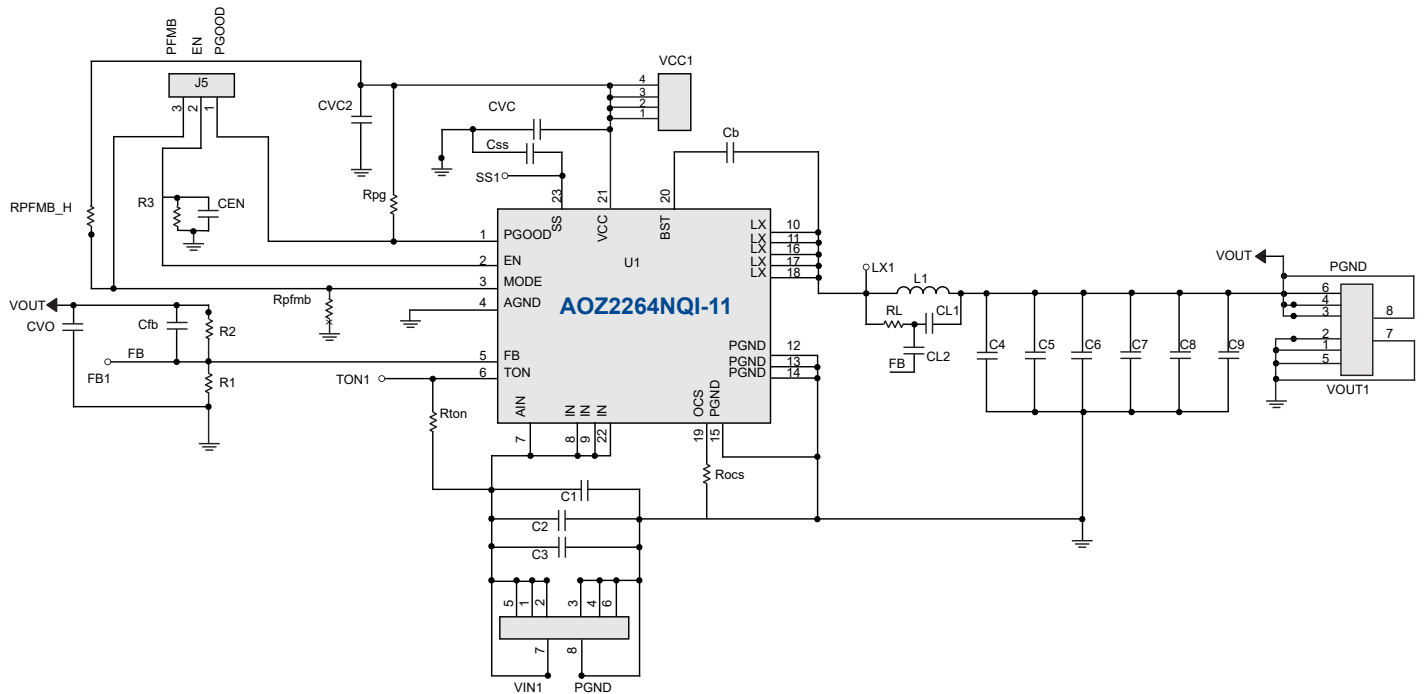 PFMB
EN
PGOOD
J5
3
2
1
CVC2
CVC
VCC1
4
3
2
1
Css
SS1
Cb
RPFMB_H
R3
CEN
Rpg
23
21
20
SS
VCC
BST
U1
AOZ2264NQI-11
1
PGOOD
2
EN
3
MODE
4
AGND
5
FB
6
TON
LX
10
LX
11
LX
16
LX
17
LX
18
PGND
12
PGND
13
PGND
14
AIN
IN
IN
IN
OCS
PGND
7
8
9
22
19
15
Rpfmb
VOUT
CVO
Cfb
R2
FB
FB1
R1
TON1
Rton
Rocs
C1
C2
C3
5
1
2
3
4
6
7
8
VIN1
PGND
LX1
L1
RL
CL1
CL2
FB
C4
C5
C6
C7
C8
C9
VOUT
PGND
6
4
3
2
1
5
8
7
VOUT1